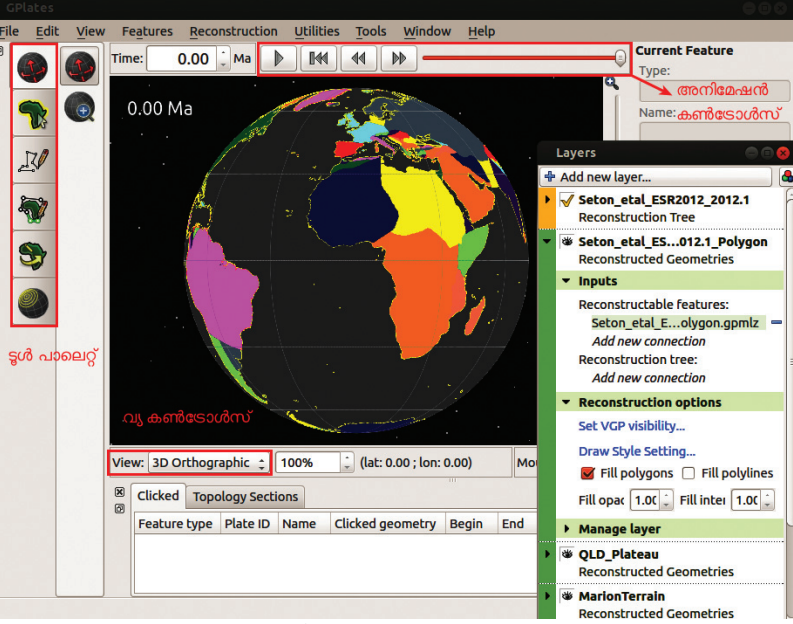 GPlates
File Edit View Features Reconstruction Utilities Tools Window Help
Time: 0.00 Ma
Current Feature
Type:
അനിമേഷൻ
Name: കൺട്രോൾസ്
0.00 Ma
Layers
Add new layer...
Seton_etal_ESR2012_2012.1
Reconstruction Tree
Seton_etal_ES...012.1_Polygon
Reconstructed Geometries
Inputs
Reconstructable features:
Seton_etal_E...olygon.gpmlz
Add new connection
Reconstruction tree:
Add new connection
Reconstruction options
Set VGP visibility...
Draw Style Setting...
Fill polygons Fill polylines
Fill opac 1.00 Fill inter 1.00
Manage layer
QLD_Plateau
Reconstructed Geometries
MarionTerrain
Reconstructed Geometries
ടൂൾ പാലെറ്റ്
വ്യൂ കൺട്രോൾസ്
View: 3D Orthographic 100% (lat: 0.00 ; lon: 0.00) Mou
Clicked Topology Sections
Feature type Plate ID Name Clicked geometry Begin End